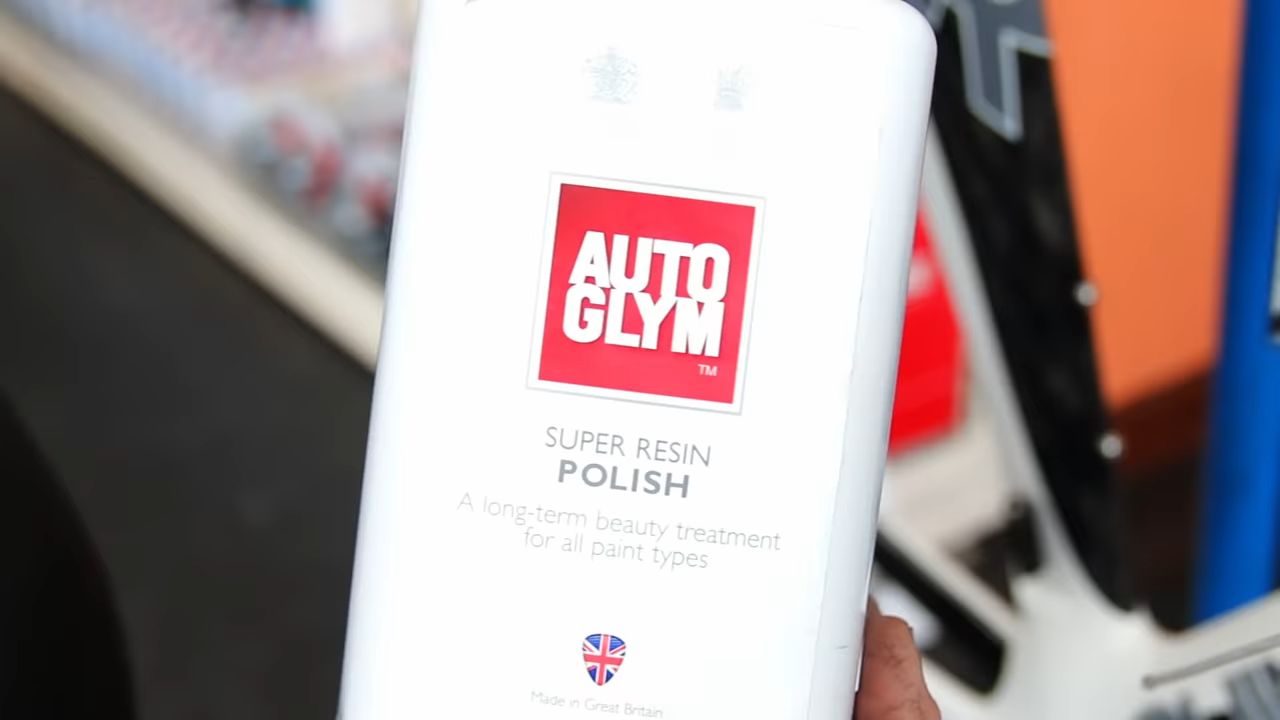 AUTO
GLYM
TM
SUPER RESIN
POLISH
A long-term beauty treatment
for all paint types
Made in Great Britain